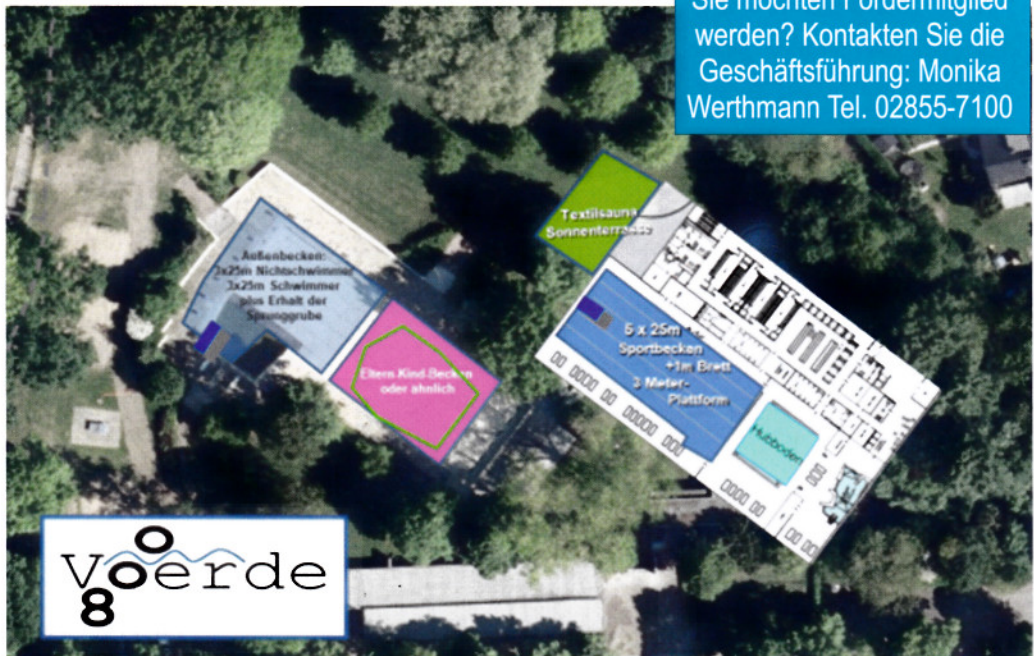 Sie möchten Fördermitglied
werden? Kontakten Sie die
Geschäftsführung: Monika
Werthmann Tel. 02855-7100
Textilsauna
Sonnenterrasse
Außenbecken:
3x25m Nichtschwimmer
3x25m Schwimmer
plus Erhalt der
Sprunggrube
5 x 25m
Sportbecken
+1m Brett
3 Meter-
Plattform
Eltern Kind-Becken
oder ähnlich
Hubboden
o
Voerde
8